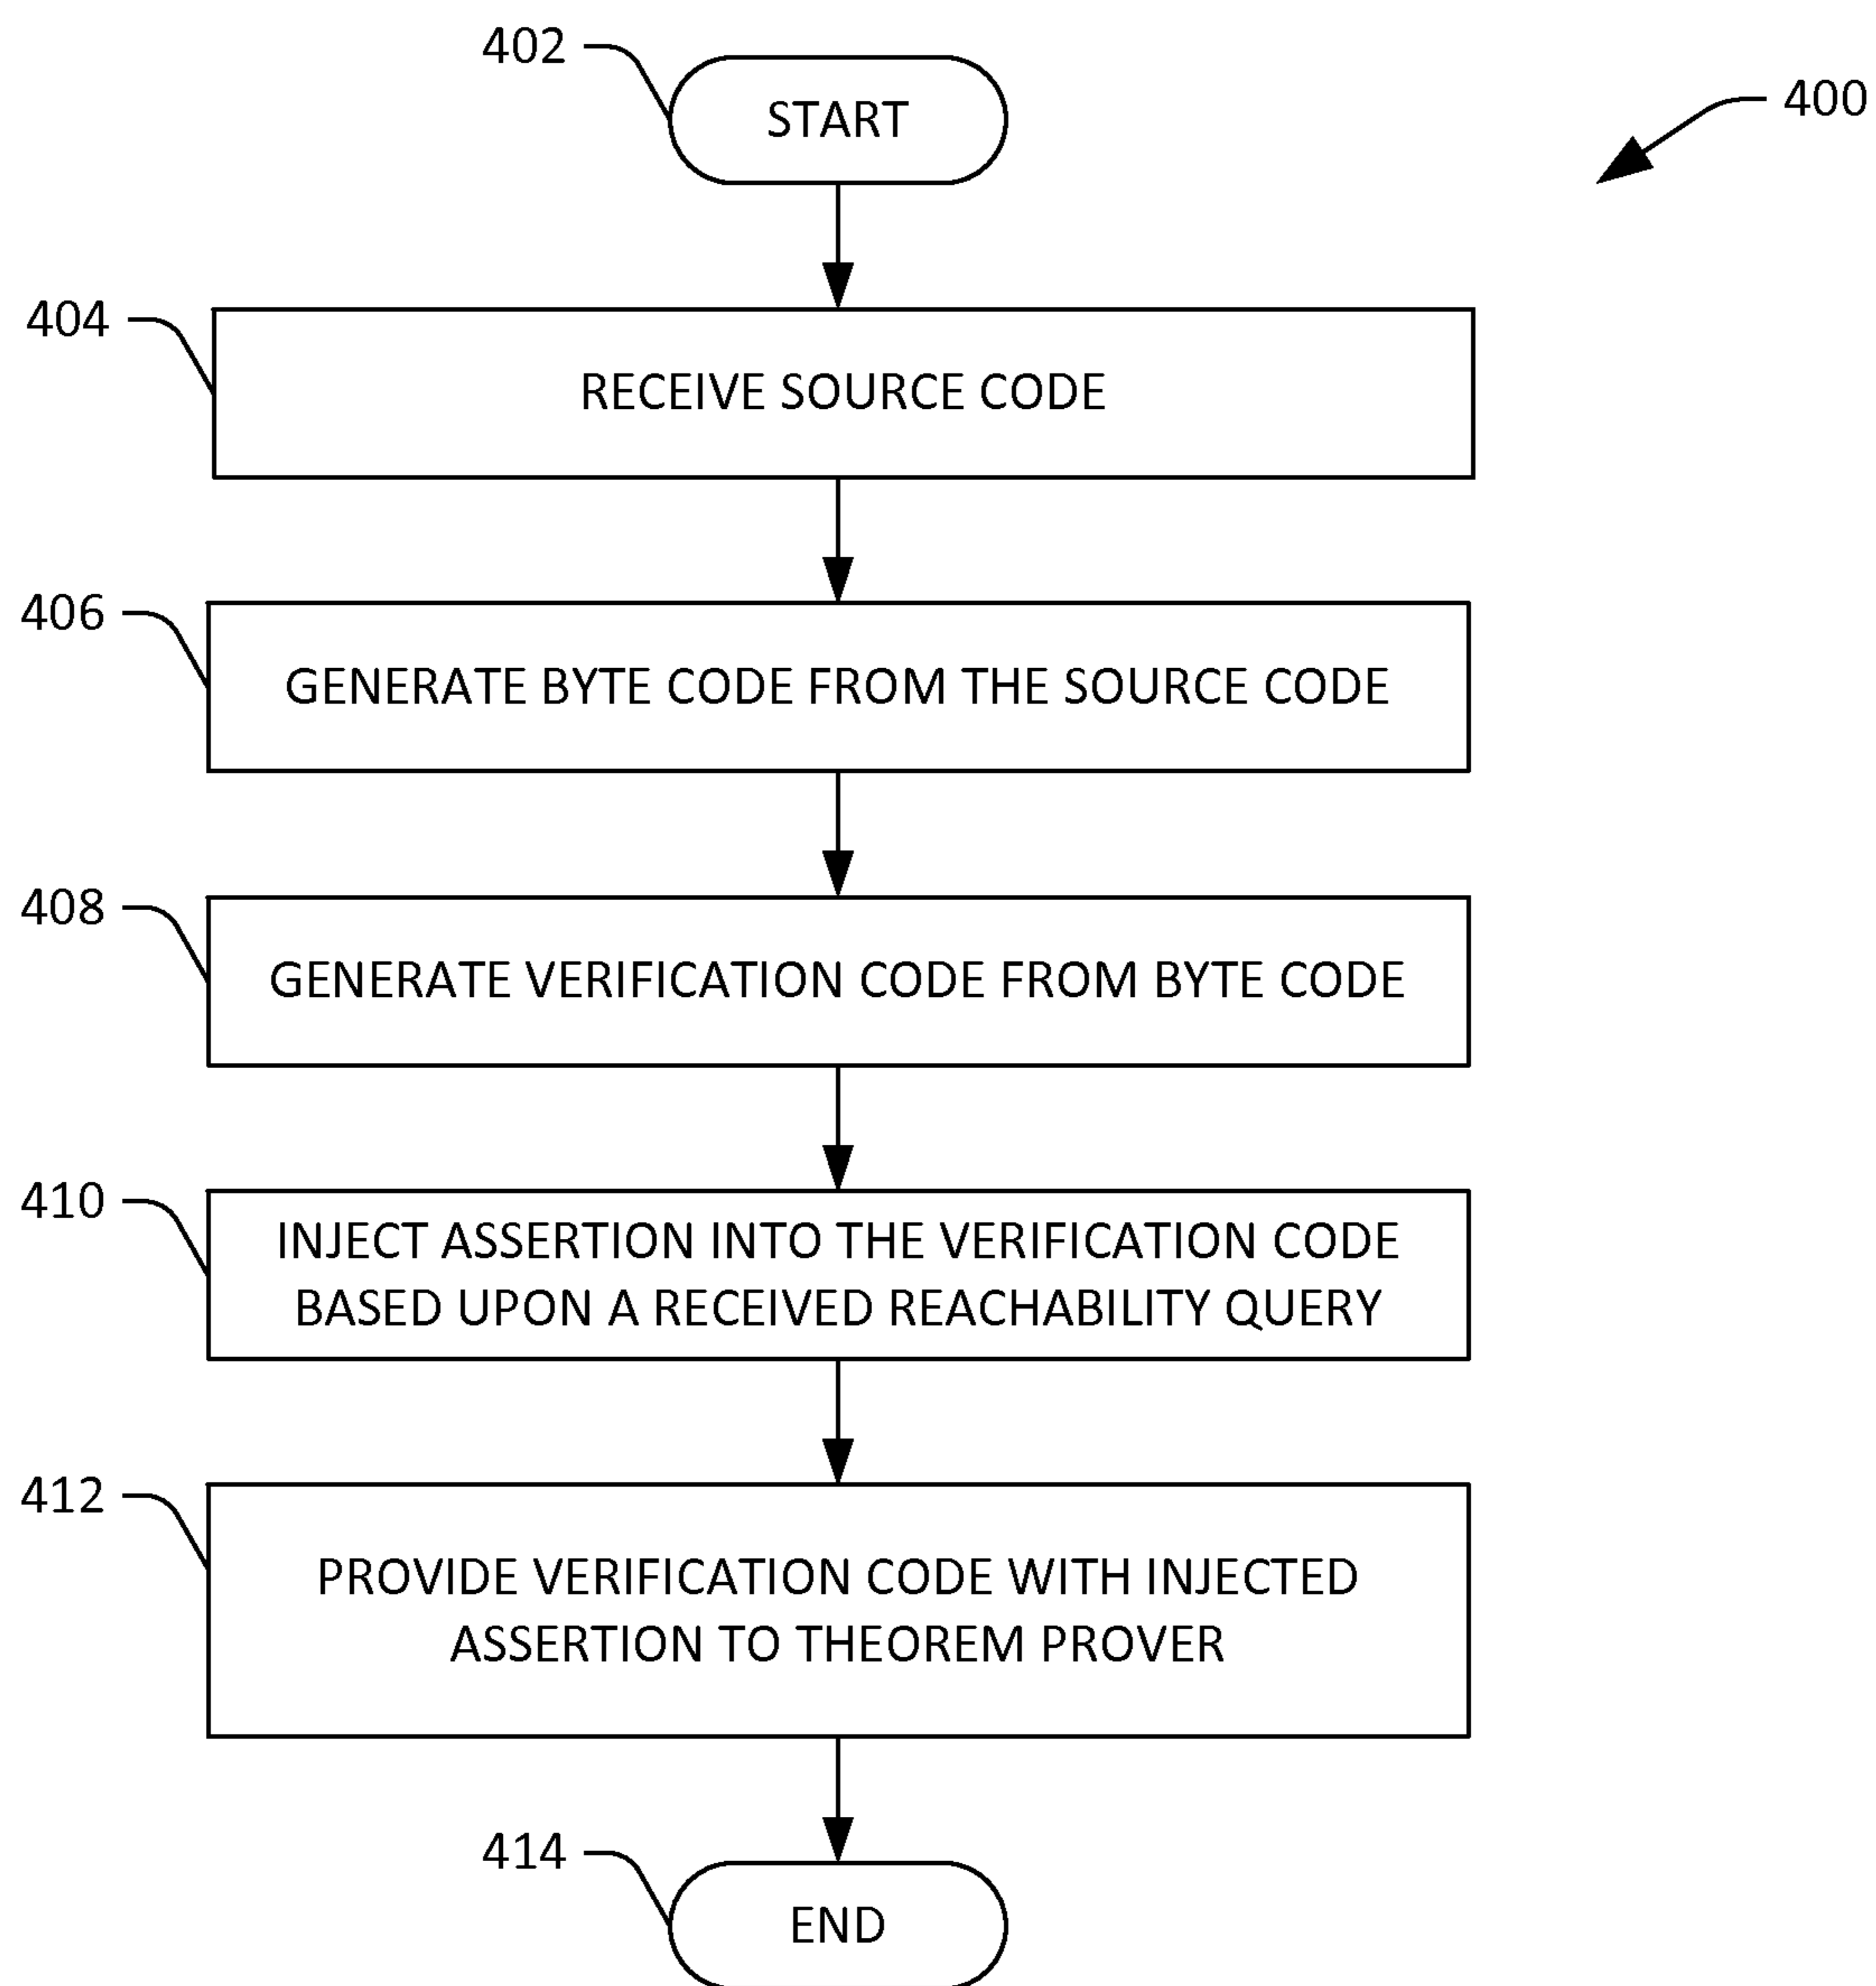 402
START
400
404
RECEIVE SOURCE CODE
406
GENERATE BYTE CODE FROM THE SOURCE CODE
408
GENERATE VERIFICATION CODE FROM BYTE CODE
410
INJECT ASSERTION INTO THE VERIFICATION CODE
BASED UPON A RECEIVED REACHABILITY QUERY
412
PROVIDE VERIFICATION CODE WITH INJECTED
ASSERTION TO THEOREM PROVER
414
END